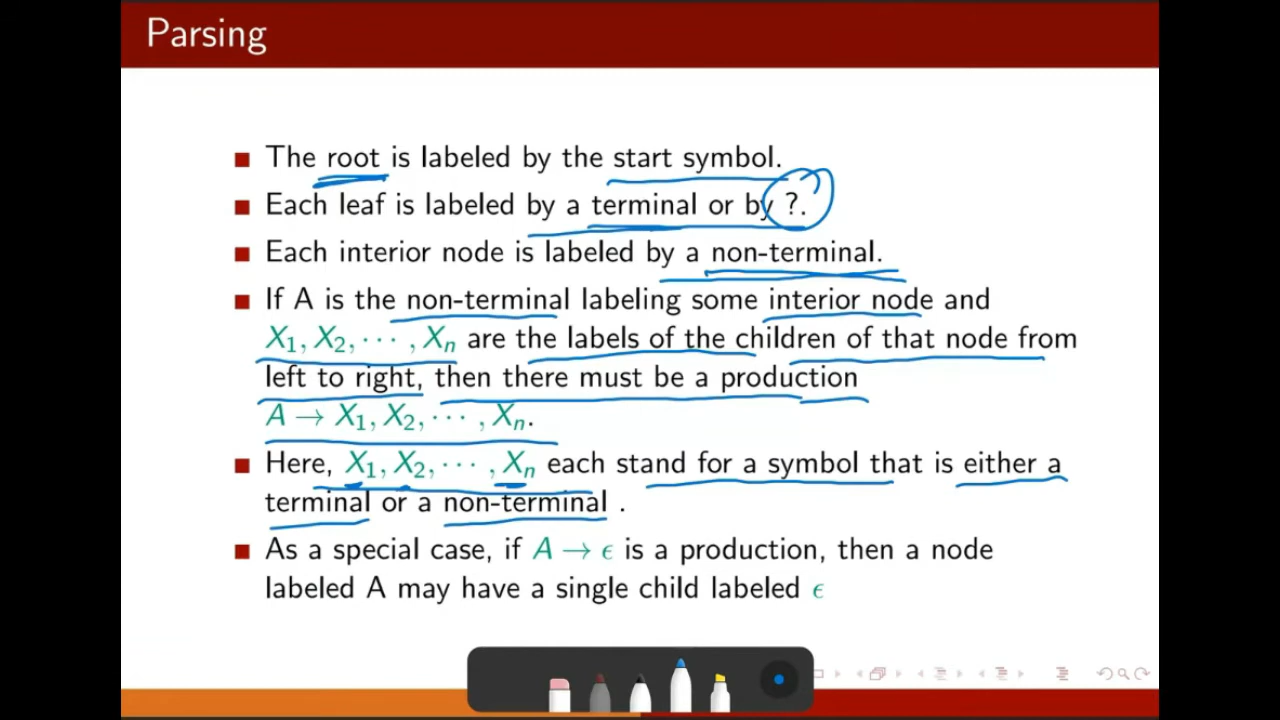 Parsing
The root is labeled by the start symbol.
Each leaf is labeled by a terminal or by ?.
Each interior node is labeled by a non-terminal.
If A is the non-terminal labeling some interior node and
X₁, X₂, ··· , Xₙ are the labels of the children of that node from
left to right, then there must be a production
A → X₁, X₂, ··· , Xₙ.
Here, X₁, X₂, ··· , Xₙ each stand for a symbol that is either a
terminal or a non-terminal .
As a special case, if A → ϵ is a production, then a node
labeled A may have a single child labeled ϵ